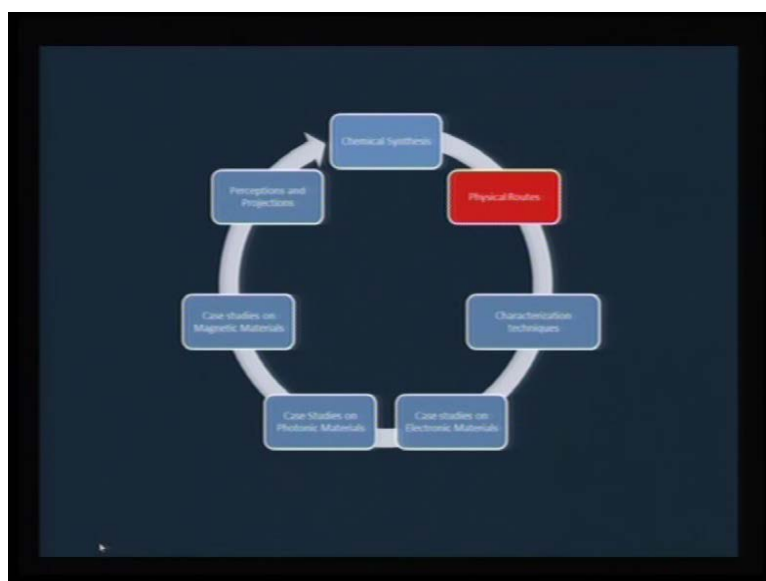 Chemical Synthesis
Physical Routes
Characterization
techniques
Case studies on
Electronic Materials
Case Studies on
Photonic Materials
Case studies on
Magnetic Materials
Perceptions and
Projections